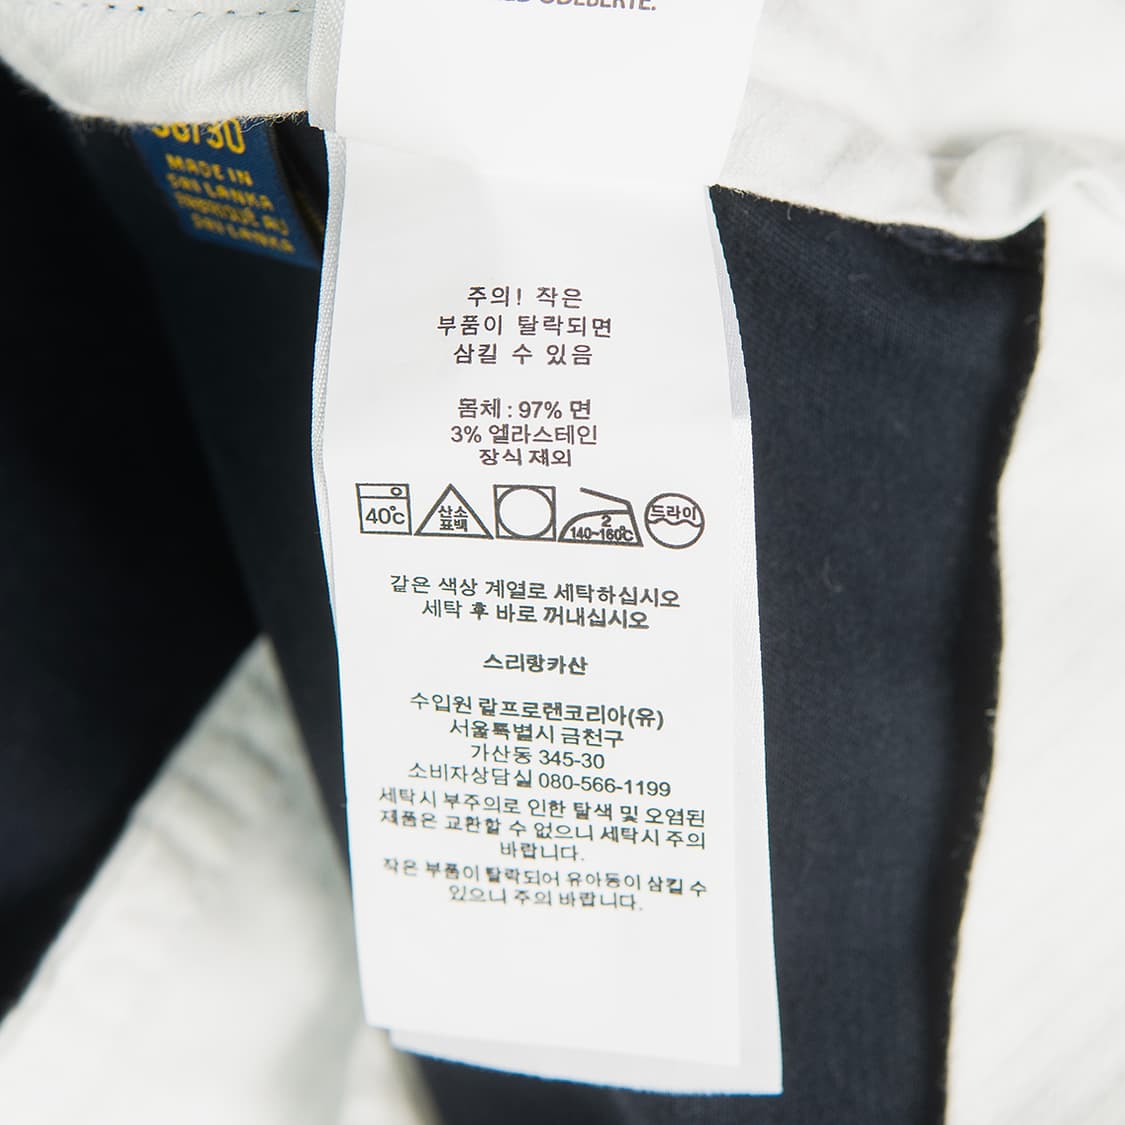 ODEBERTE.
36/30
MADE IN
SRI LANKA
FABRIQUÉ AU
SRI LANKA
주의! 작은
부품이 탈락되면
삼킬 수 있음
몸체 : 97% 면
3% 엘라스테인
장식 제외
40℃
산소
표백
2
140~160℃
드라이
같은 색상 계열로 세탁하십시오
세탁 후 바로 꺼내십시오
스리랑카산
수입원 랄프로렌코리아(유)
서울특별시 금천구
가산동 345-30
소비자상담실 080-566-1199
세탁시 부주의로 인한 탈색 및 오염된
제품은 교환할 수 없으니 세탁시 주의
바랍니다.
작은 부품이 탈락되어 유아동이 삼킬 수
있으니 주의 바랍니다.